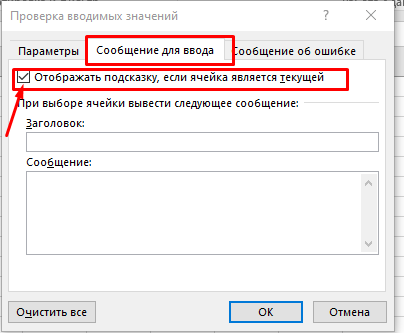 Проверка вводимых значений ? ×
Параметры Сообщение для ввода Сообщение об ошибке
Отображать подсказку, если ячейка является текущей
При выборе ячейки вывести следующее сообщение:
Заголовок:
Сообщение:
Очистить все ОК Отмена